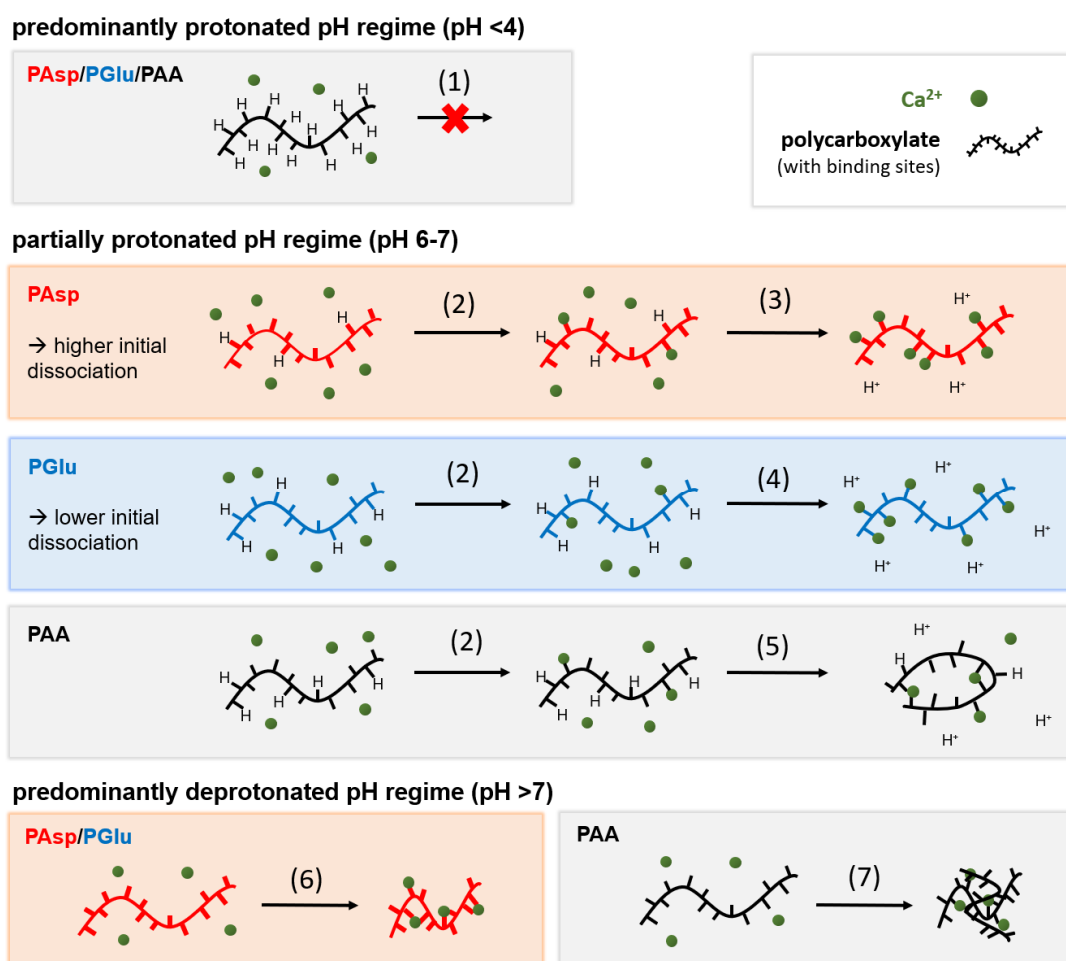 predominantly protonated pH regime (pH <4)
PAsp/PGlu/PAA
(1)
H
H
H
H
H
H
H
H
H
H
H
H
H
Ca²⁺
polycarboxylate
(with binding sites)
partially protonated pH regime (pH 6-7)
PAsp
→ higher initial
dissociation
H
H
H
(2)
H
H
H
(3)
H⁺
H⁺
H⁺
PGlu
→ lower initial
dissociation
H
H
H
H
H
(2)
H
H
H
H
H
(4)
H⁺
H⁺
H⁺
H⁺
H⁺
PAA
H
H
H
H
H
(2)
H
H
H
H
H
(5)
H⁺
H
H
H⁺
H⁺
predominantly deprotonated pH regime (pH >7)
PAsp/PGlu
(6)
PAA
(7)